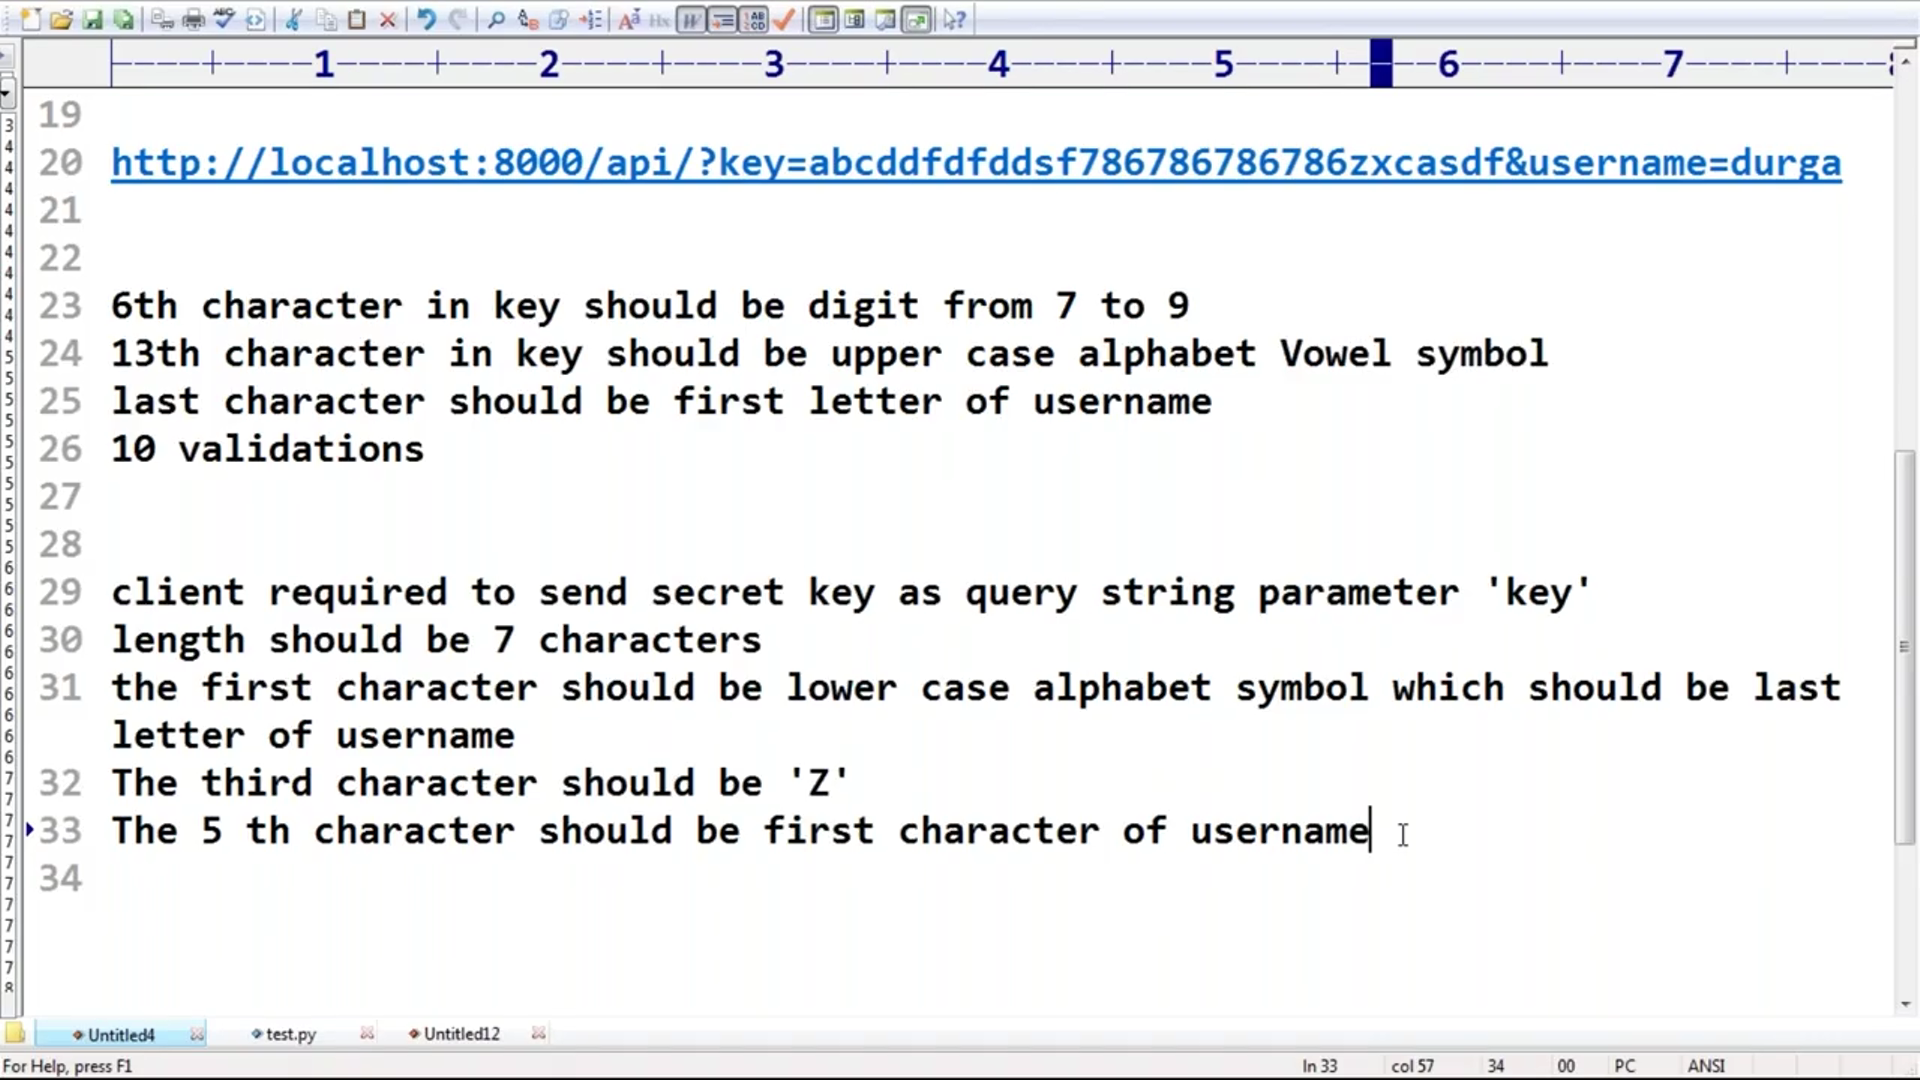 1 2 3 4 5 6 7
19
20 http://localhost:8000/api/?key=abcddfdfddsf786786786786zxcasdf&username=durga
21
22
23 6th character in key should be digit from 7 to 9
24 13th character in key should be upper case alphabet Vowel symbol
25 last character should be first letter of username
26 10 validations
27
28
29 client required to send secret key as query string parameter 'key'
30 length should be 7 characters
31 the first character should be lower case alphabet symbol which should be last
letter of username
32 The third character should be 'Z'
33 The 5 th character should be first character of username
34
Untitled4 test.py Untitled12
For Help, press F1 ln 33 col 57 34 00 PC ANSI